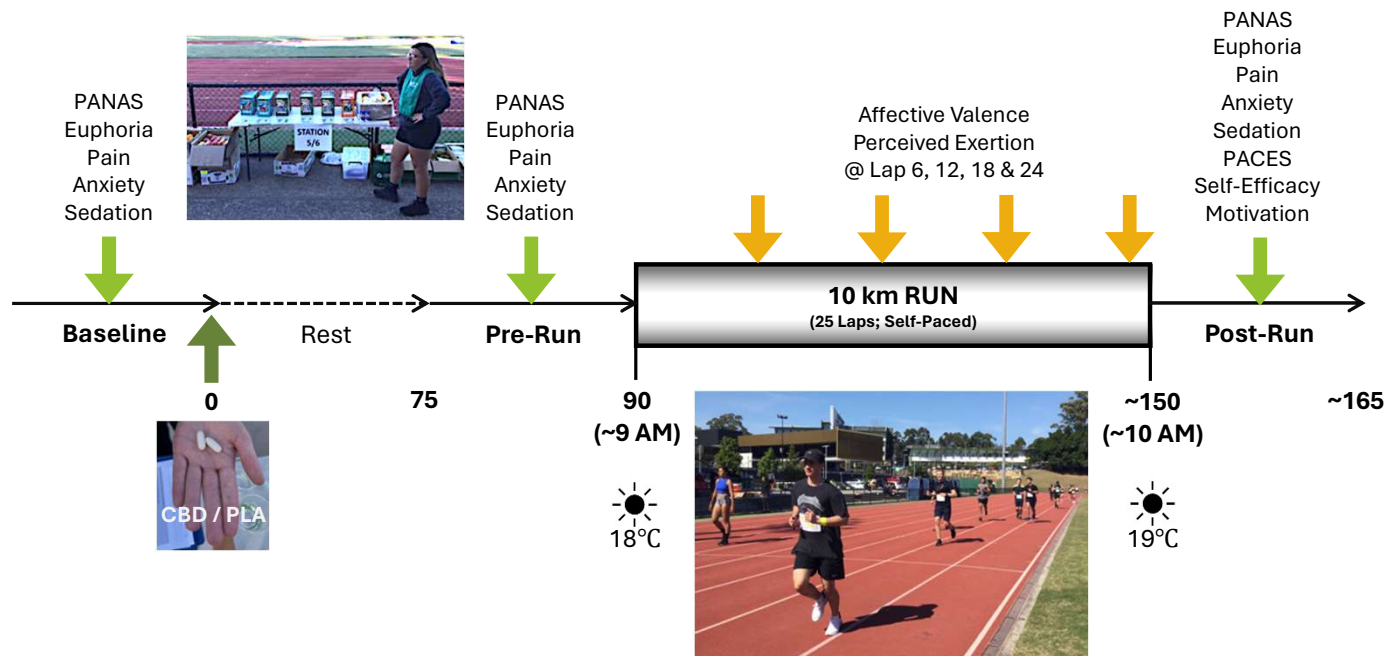 PANAS
Euphoria
Pain
Anxiety
Sedation
STATION
5/6
PANAS
Euphoria
Pain
Anxiety
Sedation
Affective Valence
Perceived Exertion
@ Lap 6, 12, 18 & 24
PANAS
Euphoria
Pain
Anxiety
Sedation
PACES
Self-Efficacy
Motivation
Baseline
Rest
Pre-Run
10 km RUN
(25 Laps; Self-Paced)
Post-Run
0
75
90
(~9 AM)
~150
(~10 AM)
~165
CBD / PLA
18℃
19℃